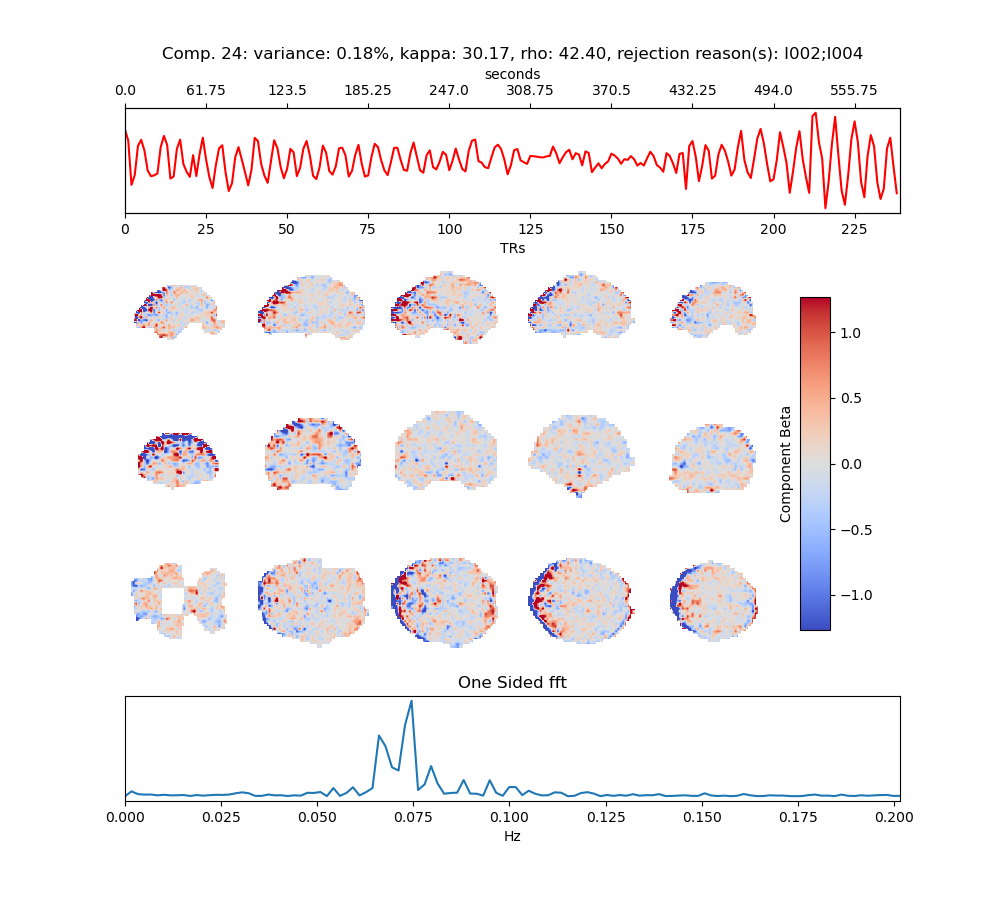 Comp. 24: variance: 0.18%, kappa: 30.17, rho: 42.40, rejection reason(s): I002;I004
seconds
0.0 61.75 123.5 185.25 247.0 308.75 370.5 432.25 494.0 555.75
0 25 50 75 100 125 150 175 200 225
TRs
Component Beta
1.0
0.5
0.0
−0.5
−1.0
One Sided fft
0.000 0.025 0.050 0.075 0.100 0.125 0.150 0.175 0.200
Hz